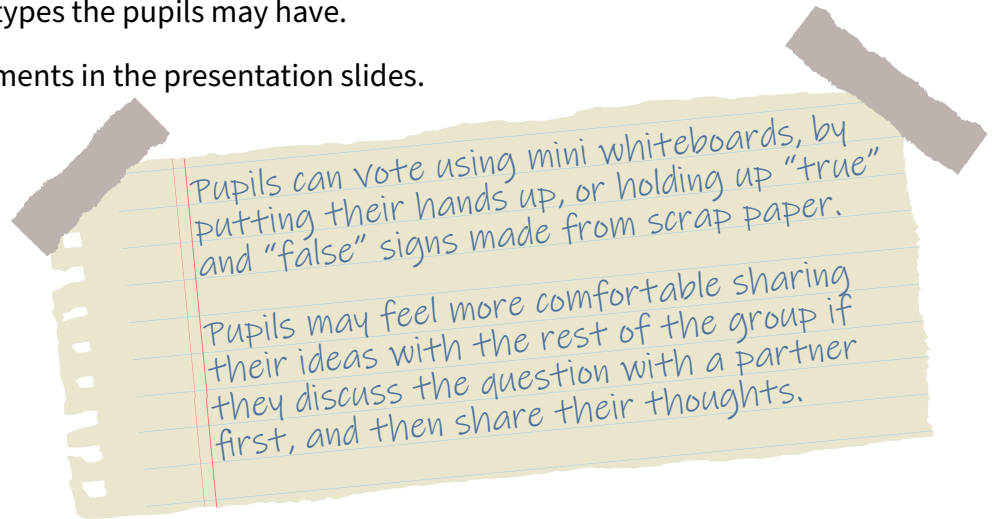 types the pupils may have.
ments in the presentation slides.
Pupils can vote using mini whiteboards, by
putting their hands up, or holding up “true”
and “false” signs made from scrap paper.
Pupils may feel more comfortable sharing
their ideas with the rest of the group if
they discuss the question with a partner
first, and then share their thoughts.